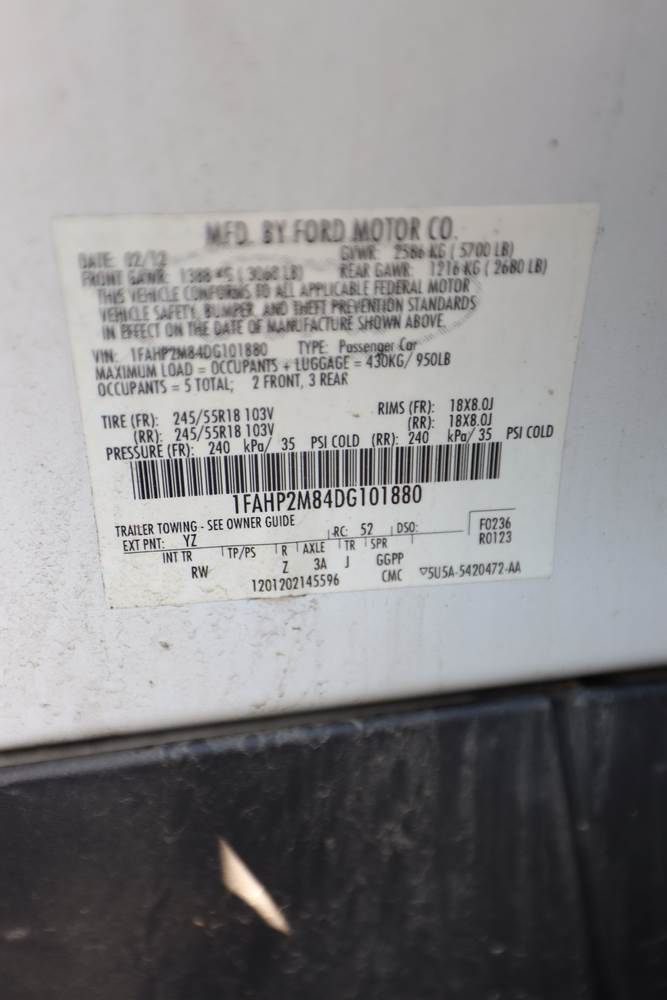 MFD. BY FORD MOTOR CO.
DATE: 02/12 GVWR: 2586 KG ( 5700 LB)
FRONT GAWR: 1388 KG ( 3060 LB) REAR GAWR: 1216 KG ( 2680 LB)
THIS VEHICLE CONFORMS TO ALL APPLICABLE FEDERAL MOTOR
VEHICLE SAFETY, BUMPER, AND THEFT PREVENTION STANDARDS
IN EFFECT ON THE DATE OF MANUFACTURE SHOWN ABOVE.
VIN: 1FAHP2M84DG101880 TYPE: Passenger Car
MAXIMUM LOAD = OCCUPANTS + LUGGAGE = 430KG/ 950LB
OCCUPANTS = 5 TOTAL; 2 FRONT, 3 REAR
TIRE (FR): 245/55R18 103V RIMS (FR): 18X8.0J
(RR): 245/55R18 103V (RR): 18X8.0J
PRESSURE (FR): 240 kPa/ 35 PSI COLD (RR): 240 kPa/ 35 PSI COLD
1FAHP2M84DG101880
TRAILER TOWING - SEE OWNER GUIDE
EXT PNT: YZ RC: 52 DSO: F0236
R0123
INT TR TP/PS R AXLE TR SPR
RW Z 3A J GGPP
1201202145596 CMC ▽5U5A-5420472-AA